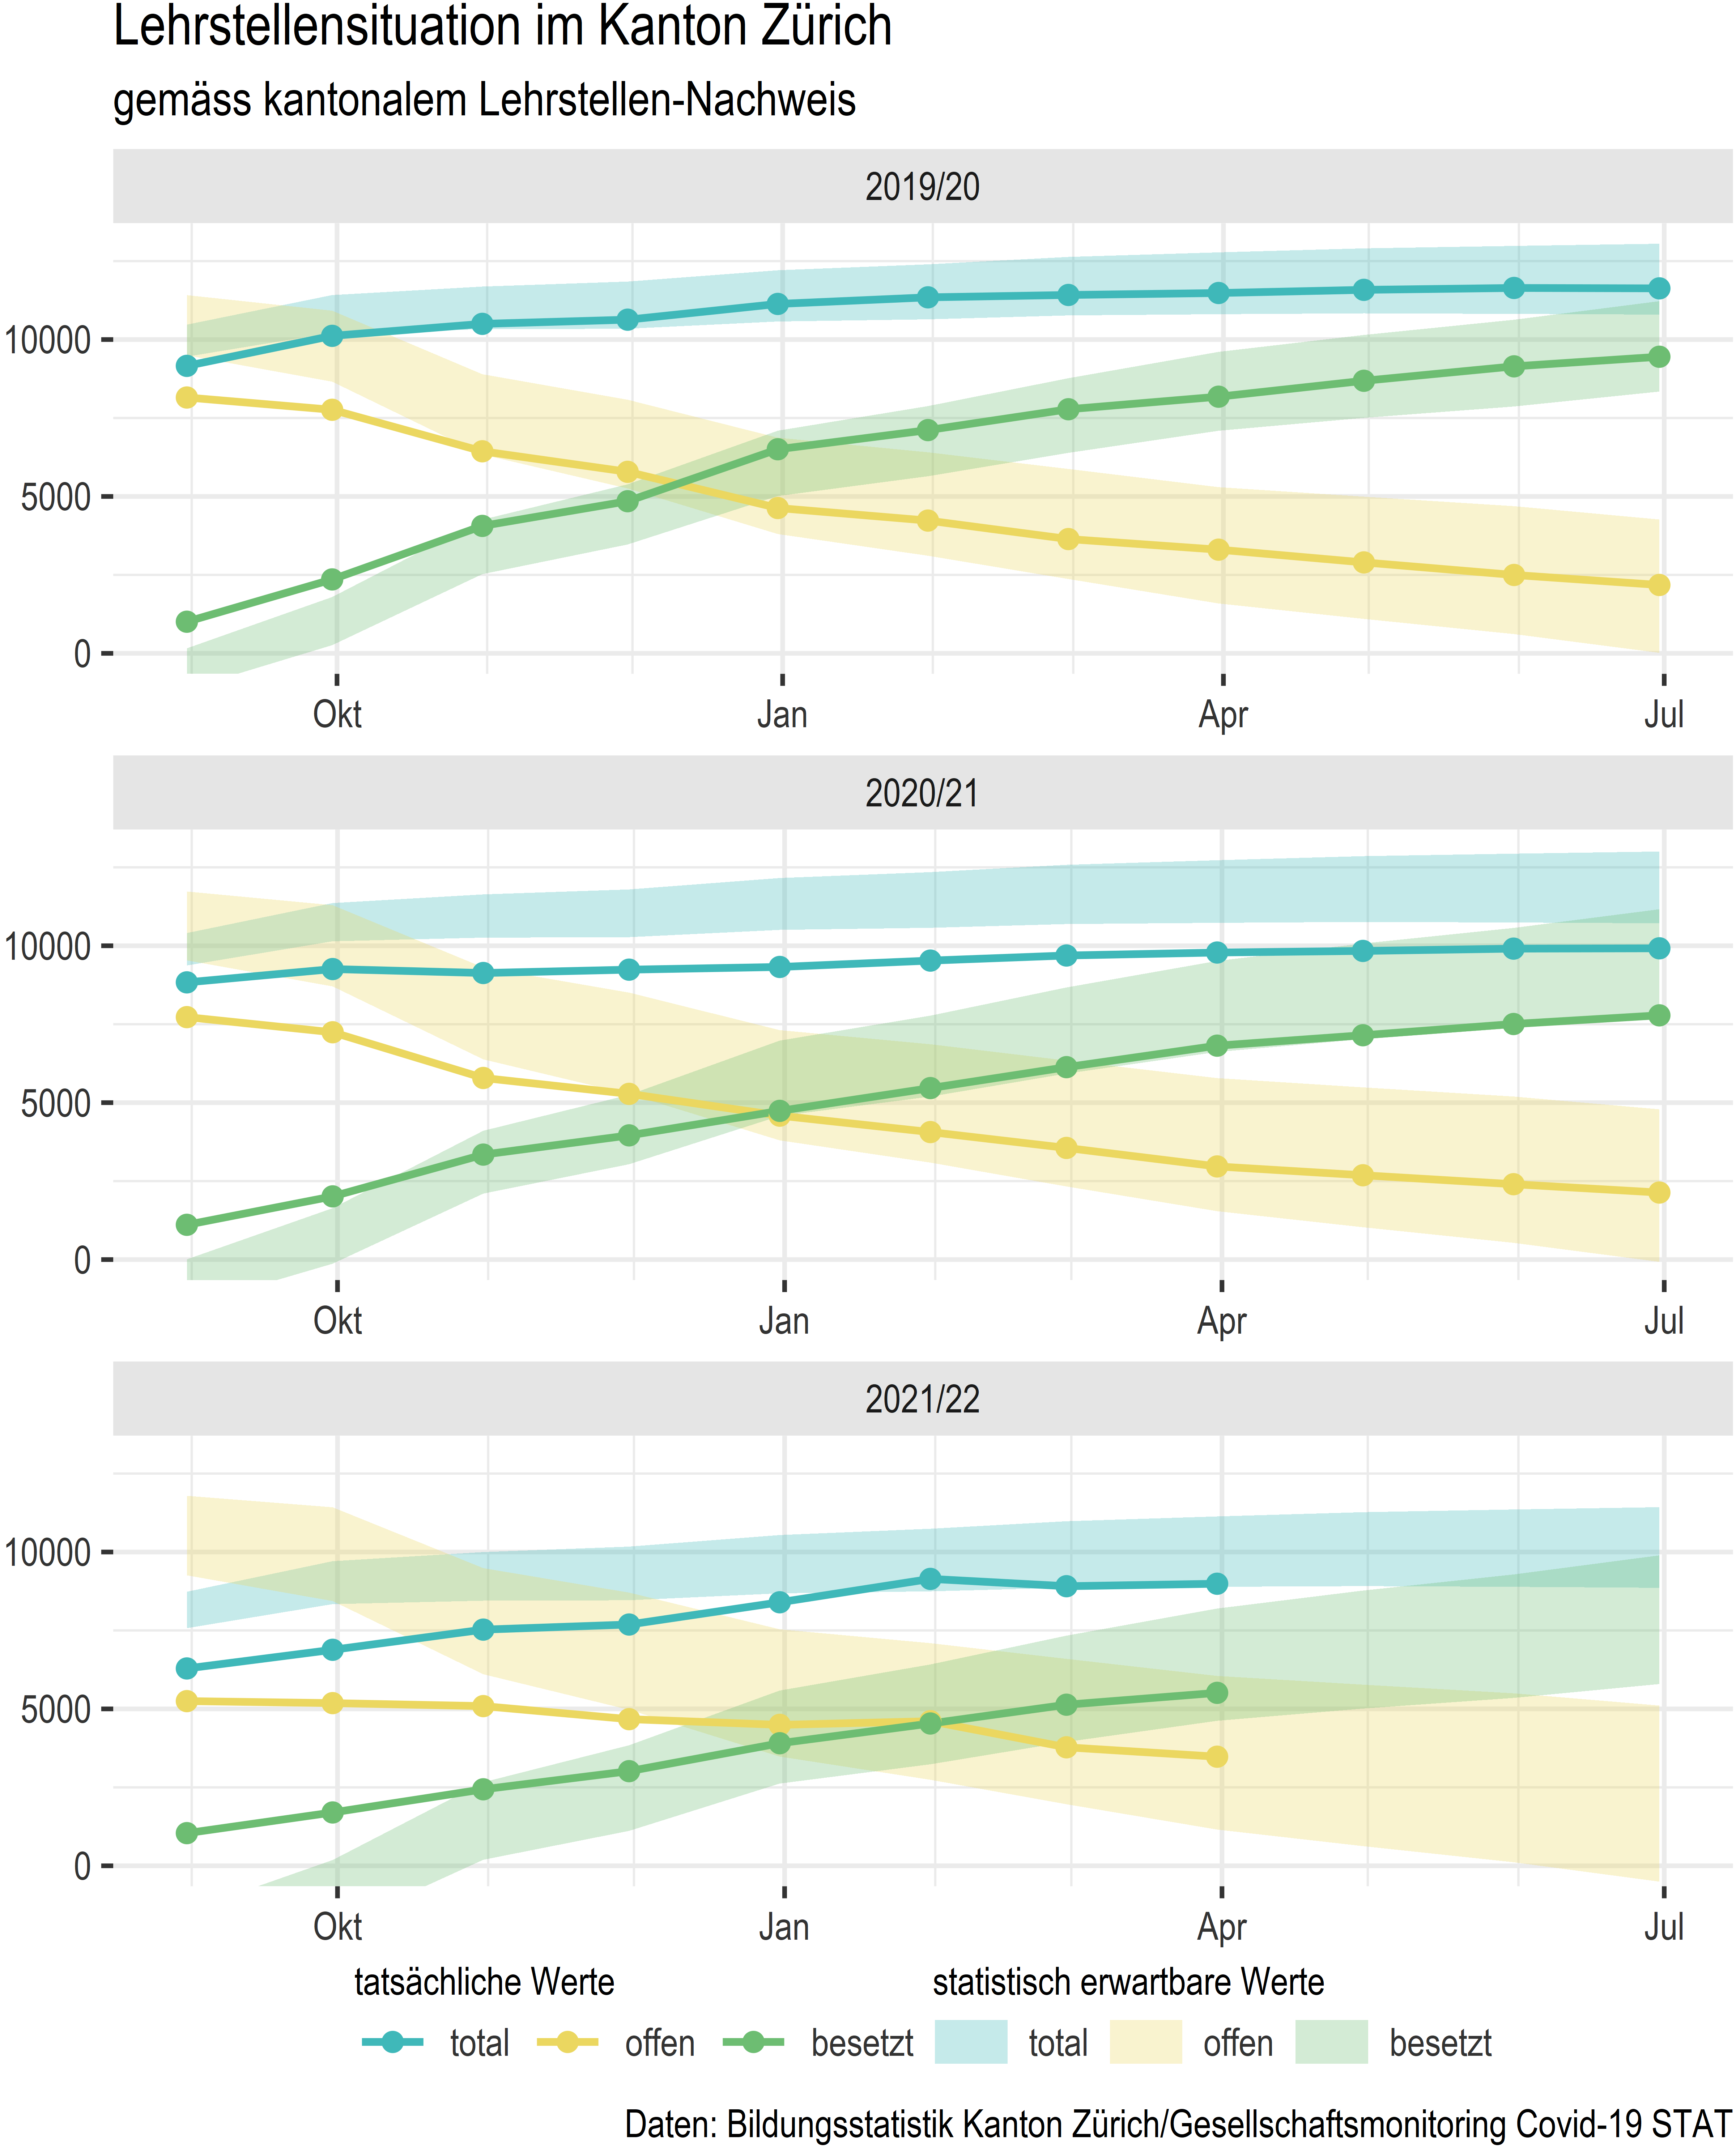 Lehrstellensituation im Kanton Zürich
gemäss kantonalem Lehrstellen-Nachweis
2019/20
10000
5000
0
Okt Jan Apr Jul
2020/21
10000
5000
0
Okt Jan Apr Jul
2021/22
10000
5000
0
Okt Jan Apr Jul
tatsächliche Werte statistisch erwartbare Werte
total offen besetzt total offen besetzt
Daten: Bildungsstatistik Kanton Zürich/Gesellschaftsmonitoring Covid-19 STAT